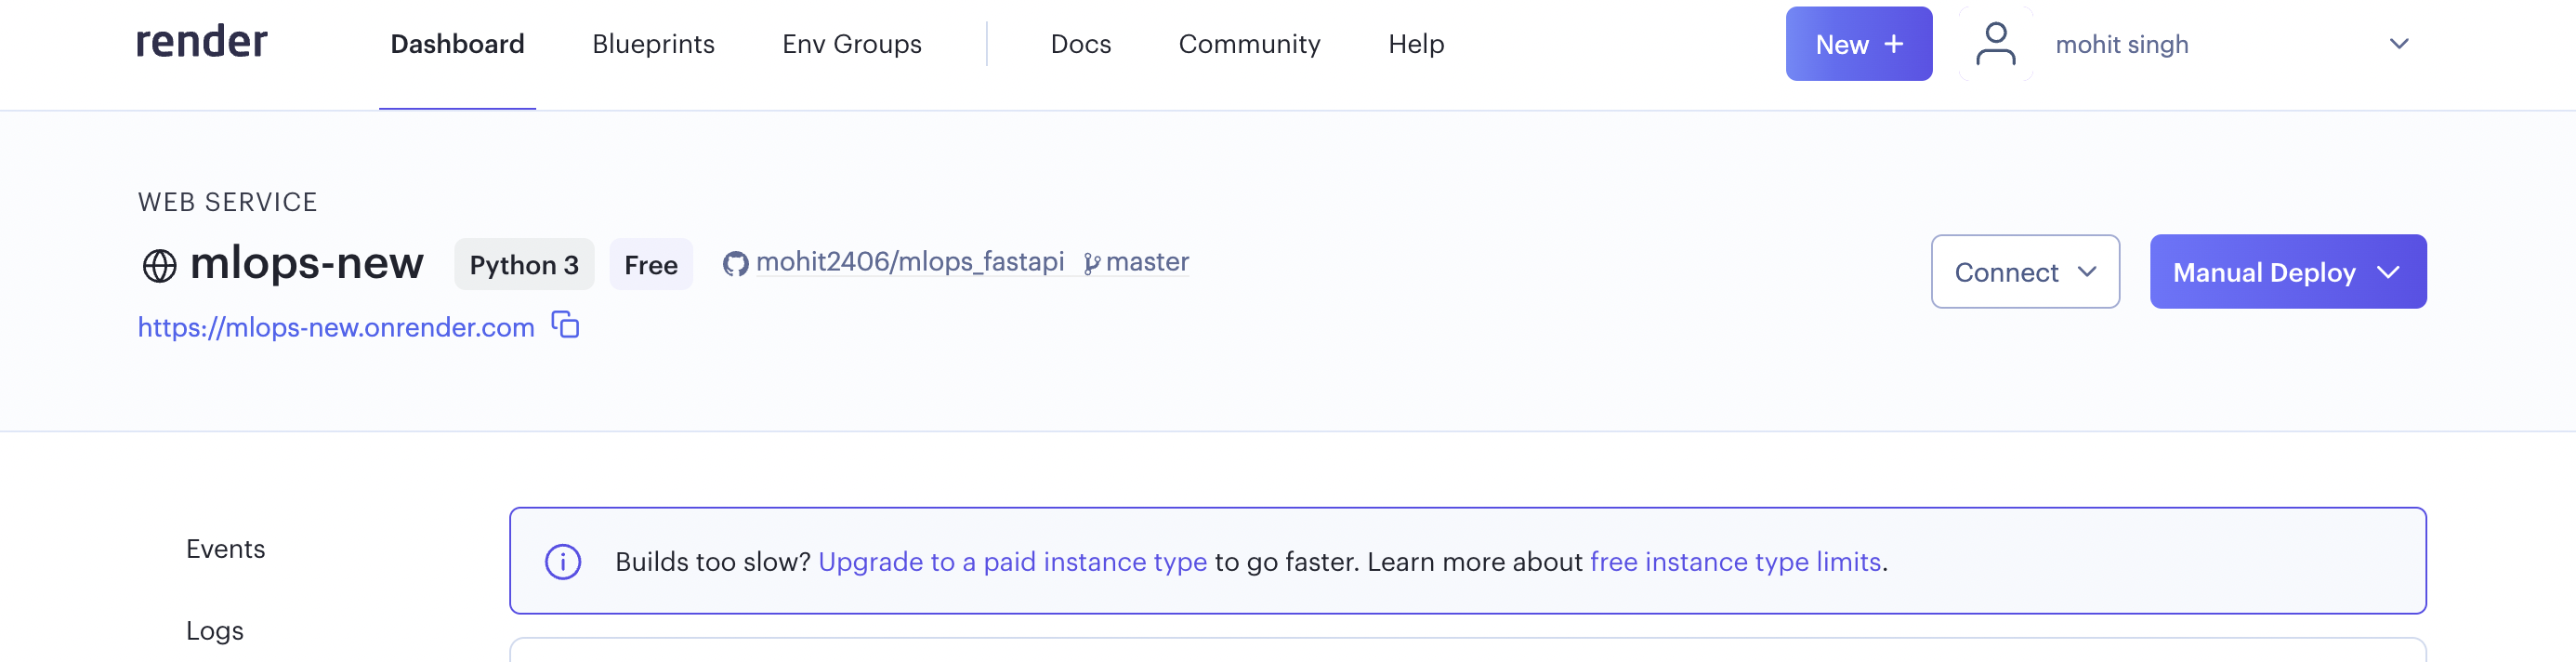 render Dashboard Blueprints Env Groups Docs Community Help New + mohit singh
WEB SERVICE
mlops-new Python 3 Free mohit2406/mlops_fastapi master
Connect Manual Deploy
https://mlops-new.onrender.com
Events
Builds too slow? Upgrade to a paid instance type to go faster. Learn more about free instance type limits.
Logs